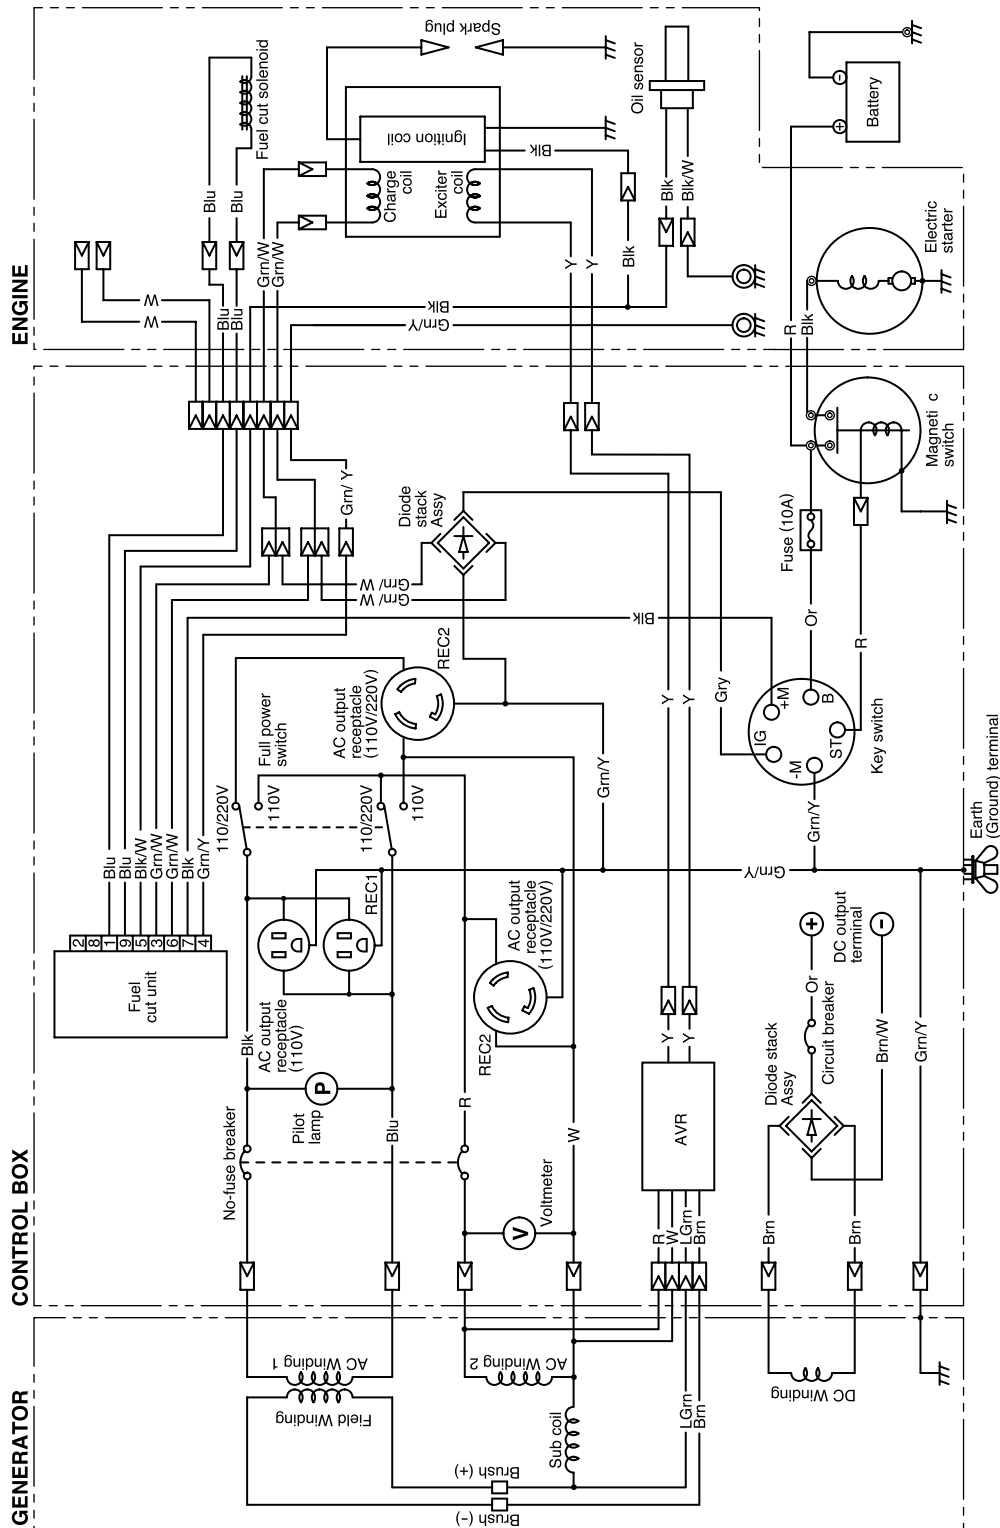 ENGINE
Fuel cut solenoid
Spark plug
Ignition coil
Charge
coil
Exciter
coil
Oil sensor
Battery
-
+
Electric
starter
Blu
Blu
Grn/W
Grn/W
W
W
Blu
Blu
Blk
Grn/Y
Y
Y
Blk
Blk
Blk
Blk/W
R
Blk
CONTROL BOX
Magneti c
switch
Fuse (10A)
Diode
stack
Assy
Grn/ Y
Grn/ W
Grn/ W
Blk
Or
R
REC2
AC output
receptacle
(110V/220V)
Full power
switch
110/220V
110V
110/220V
110V
Y
Y
Gry
+M
B
IG
ST
-M
Key switch
Grn/Y
Grn/Y
Grn/Y
Earth
(Ground) terminal
Blu
Blu
Blk/W
Grn/W
Grn/W
Blk
Grn/Y
2
8
1
9
5
3
6
7
4
Fuel
cut unit
REC1
AC output
receptacle
(110V)
AC output
receptacle
(110V/220V)
REC2
Blk
Pilot
lamp
P
Blu
R
W
No-fuse breaker
Voltmeter
V
Y
Y
AVR
R
W
LGrn
Brn
+
-
DC output
terminal
Or
Circuit breaker
Brn/W
Grn/Y
Diode stack
Assy
Brn
Brn
GENERATOR
AC Winding 1
Field Winding
AC Winding 2
Sub coil
LGrn
Brn
DC Winding
Brush (+)
Brush (-)